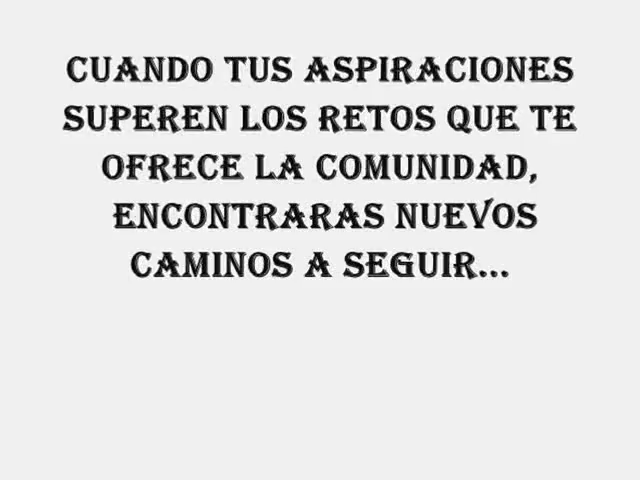 CUANDO TUS ASPIRACIONES
SUPEREN LOS RETOS QUE TE
OFRECE LA COMUNIDAD,
ENCONTRARAS NUEVOS
CAMINOS A SEGUIR...